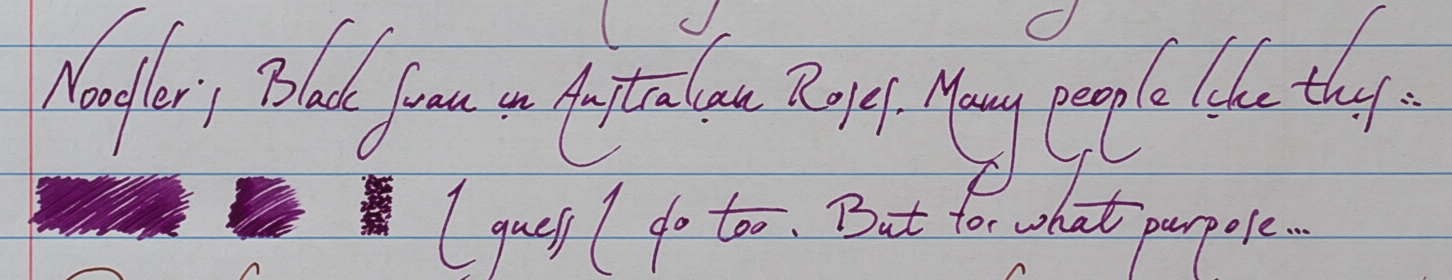 Noodler's Black Swan in Australian Roses. Many people like this :.
I guess I do too. But for what purpose...